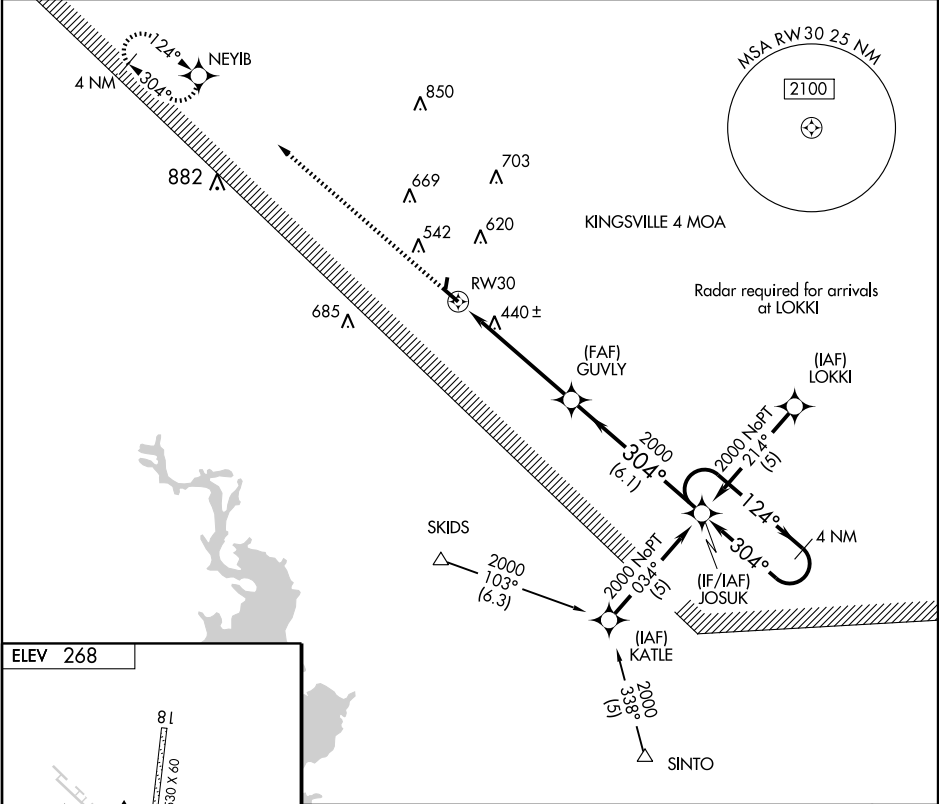 124°
NEYIB
4 NM
304°
MSA RW30 25 NM
2100
850
882
669
703
542
620
KINGSVILLE 4 MOA
RW30
685
440 ±
Radar required for arrivals
at LOKKI
(FAF)
GUVLY
(IAF)
LOKKI
2000
304°
(6.1)
2000 NoPT
214°
(5)
124°
4 NM
304°
SKIDS
2000
103°
(6.3)
2000 NoPT
034°
(5)
(IF/IAF)
JOSUK
(IAF)
KATLE
2000
338°
(5)
SINTO
ELEV 268
18
30 X 60